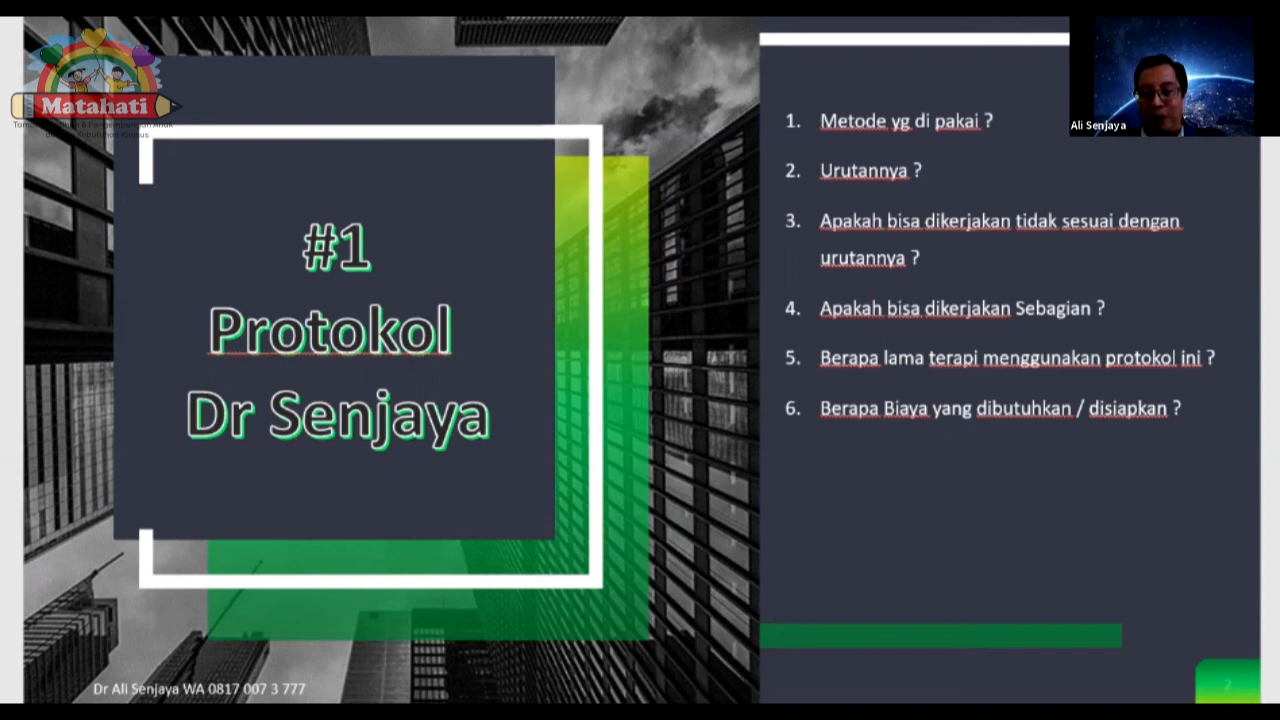 Matahati
#1
Protokol
Dr Senjaya
Dr Ali Senjaya WA 0817 007 3 777
1. Metode yg di pakai ?
2. Urutannya ?
3. Apakah bisa dikerjakan tidak sesuai dengan
urutannya ?
4. Apakah bisa dikerjakan Sebagian ?
5. Berapa lama terapi menggunakan protokol ini ?
6. Berapa Biaya yang dibutuhkan / disiapkan ?
Ali Senjaya
2